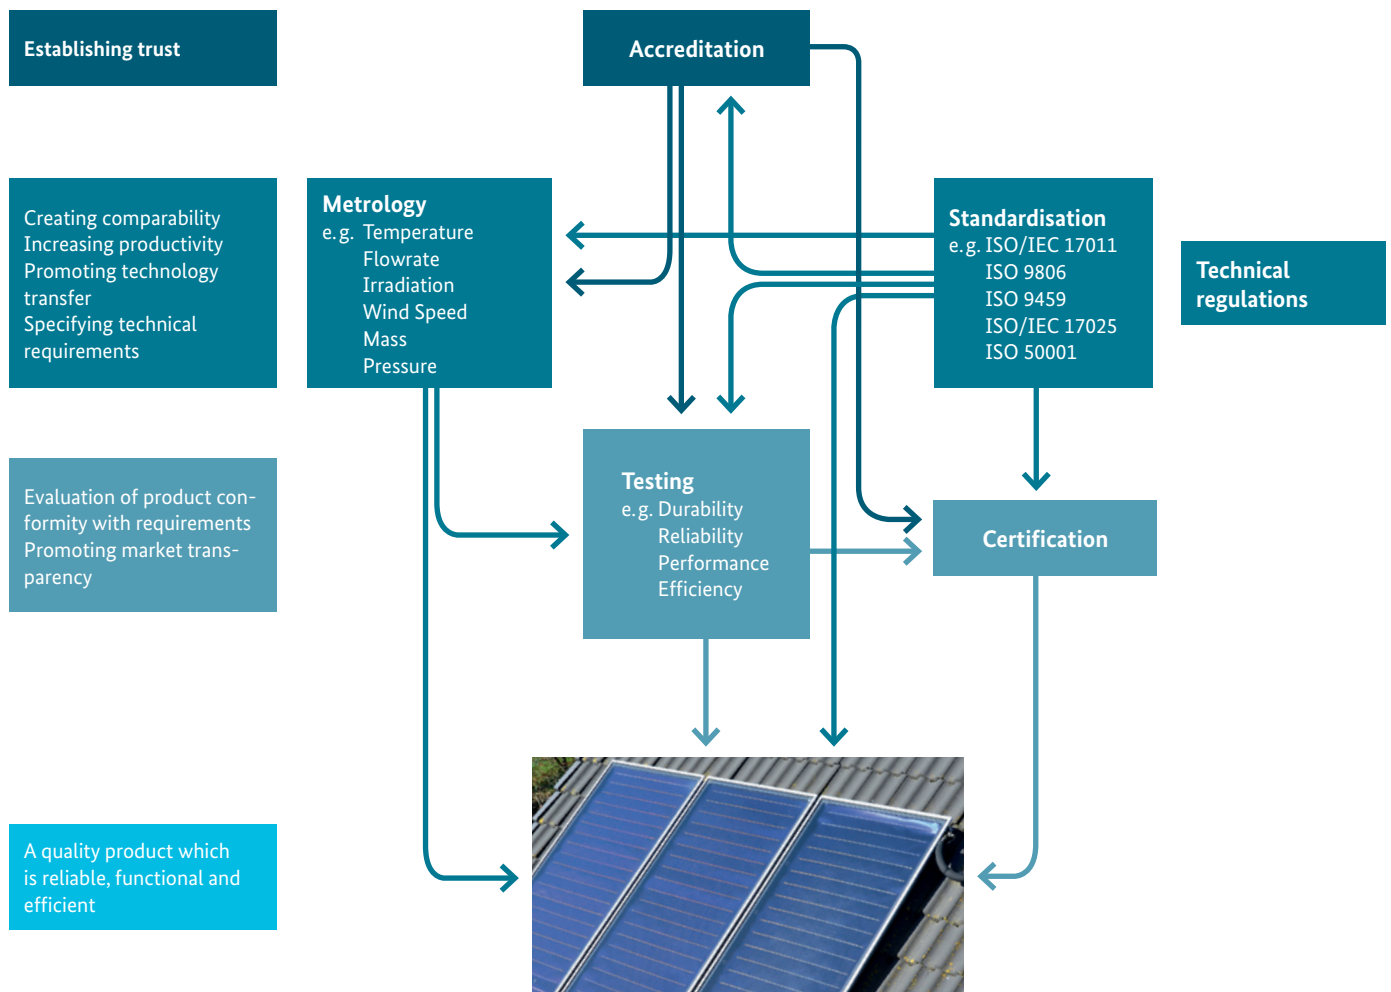 Establishing trust
Accreditation
Creating comparability
Increasing productivity
Promoting technology
transfer
Specifying technical
requirements
Metrology
e.g. Temperature
Flowrate
Irradiation
Wind Speed
Mass
Pressure
Standardisation
e.g. ISO/IEC 17011
ISO 9806
ISO 9459
ISO/IEC 17025
ISO 50001
Technical
regulations
Evaluation of product con-
formity with requirements
Promoting market trans-
parency
Testing
e.g. Durability
Reliability
Performance
Efficiency
Certification
A quality product which
is reliable, functional and
efficient